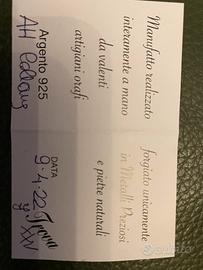 Manufatto realizzato
interamente a mano
da valenti
artigiani orafi
forgiato unicamente
in Metalli Preziosi
e pietre naturali
Argento 925
DATA
9-4-22